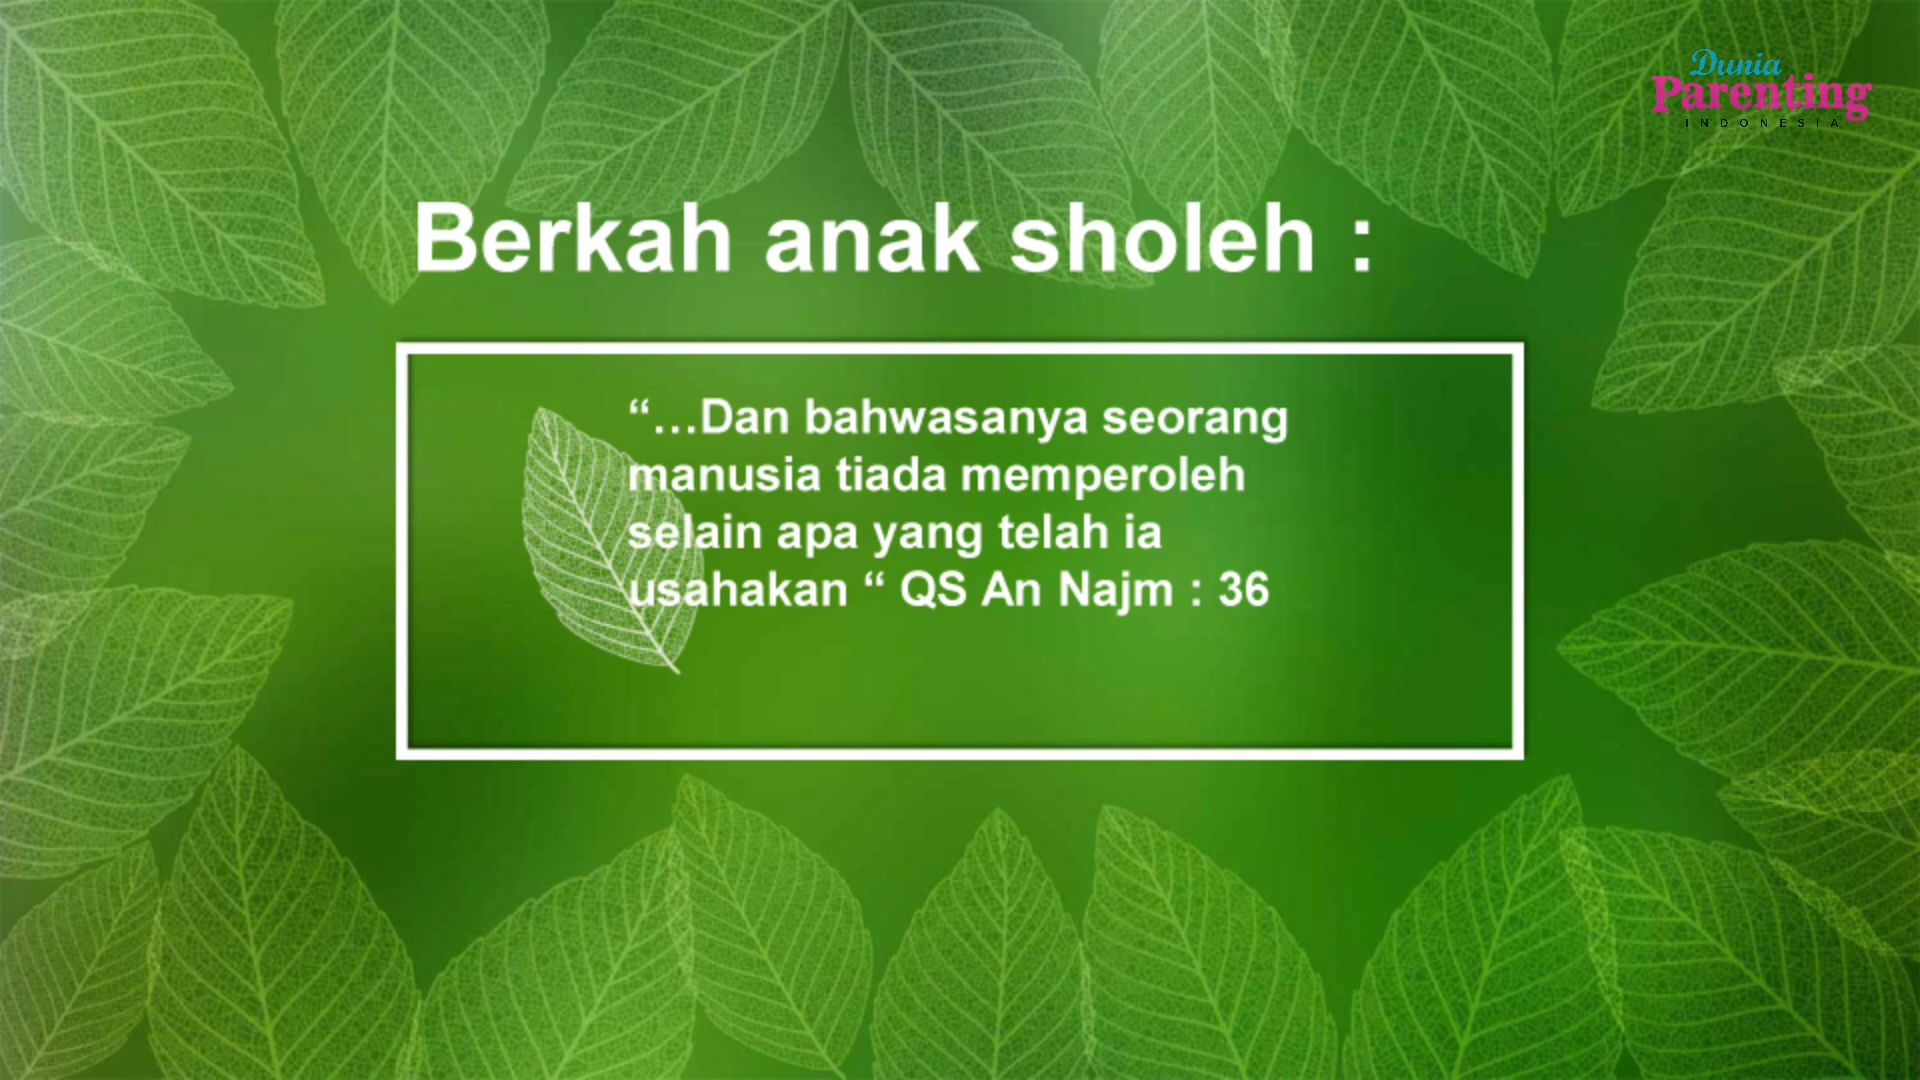 Dunia
Parenting
INDONESIA
Berkah anak sholeh :
“...Dan bahwasanya seorang
manusia tiada memperoleh
selain apa yang telah ia
usahakan “ QS An Najm : 36